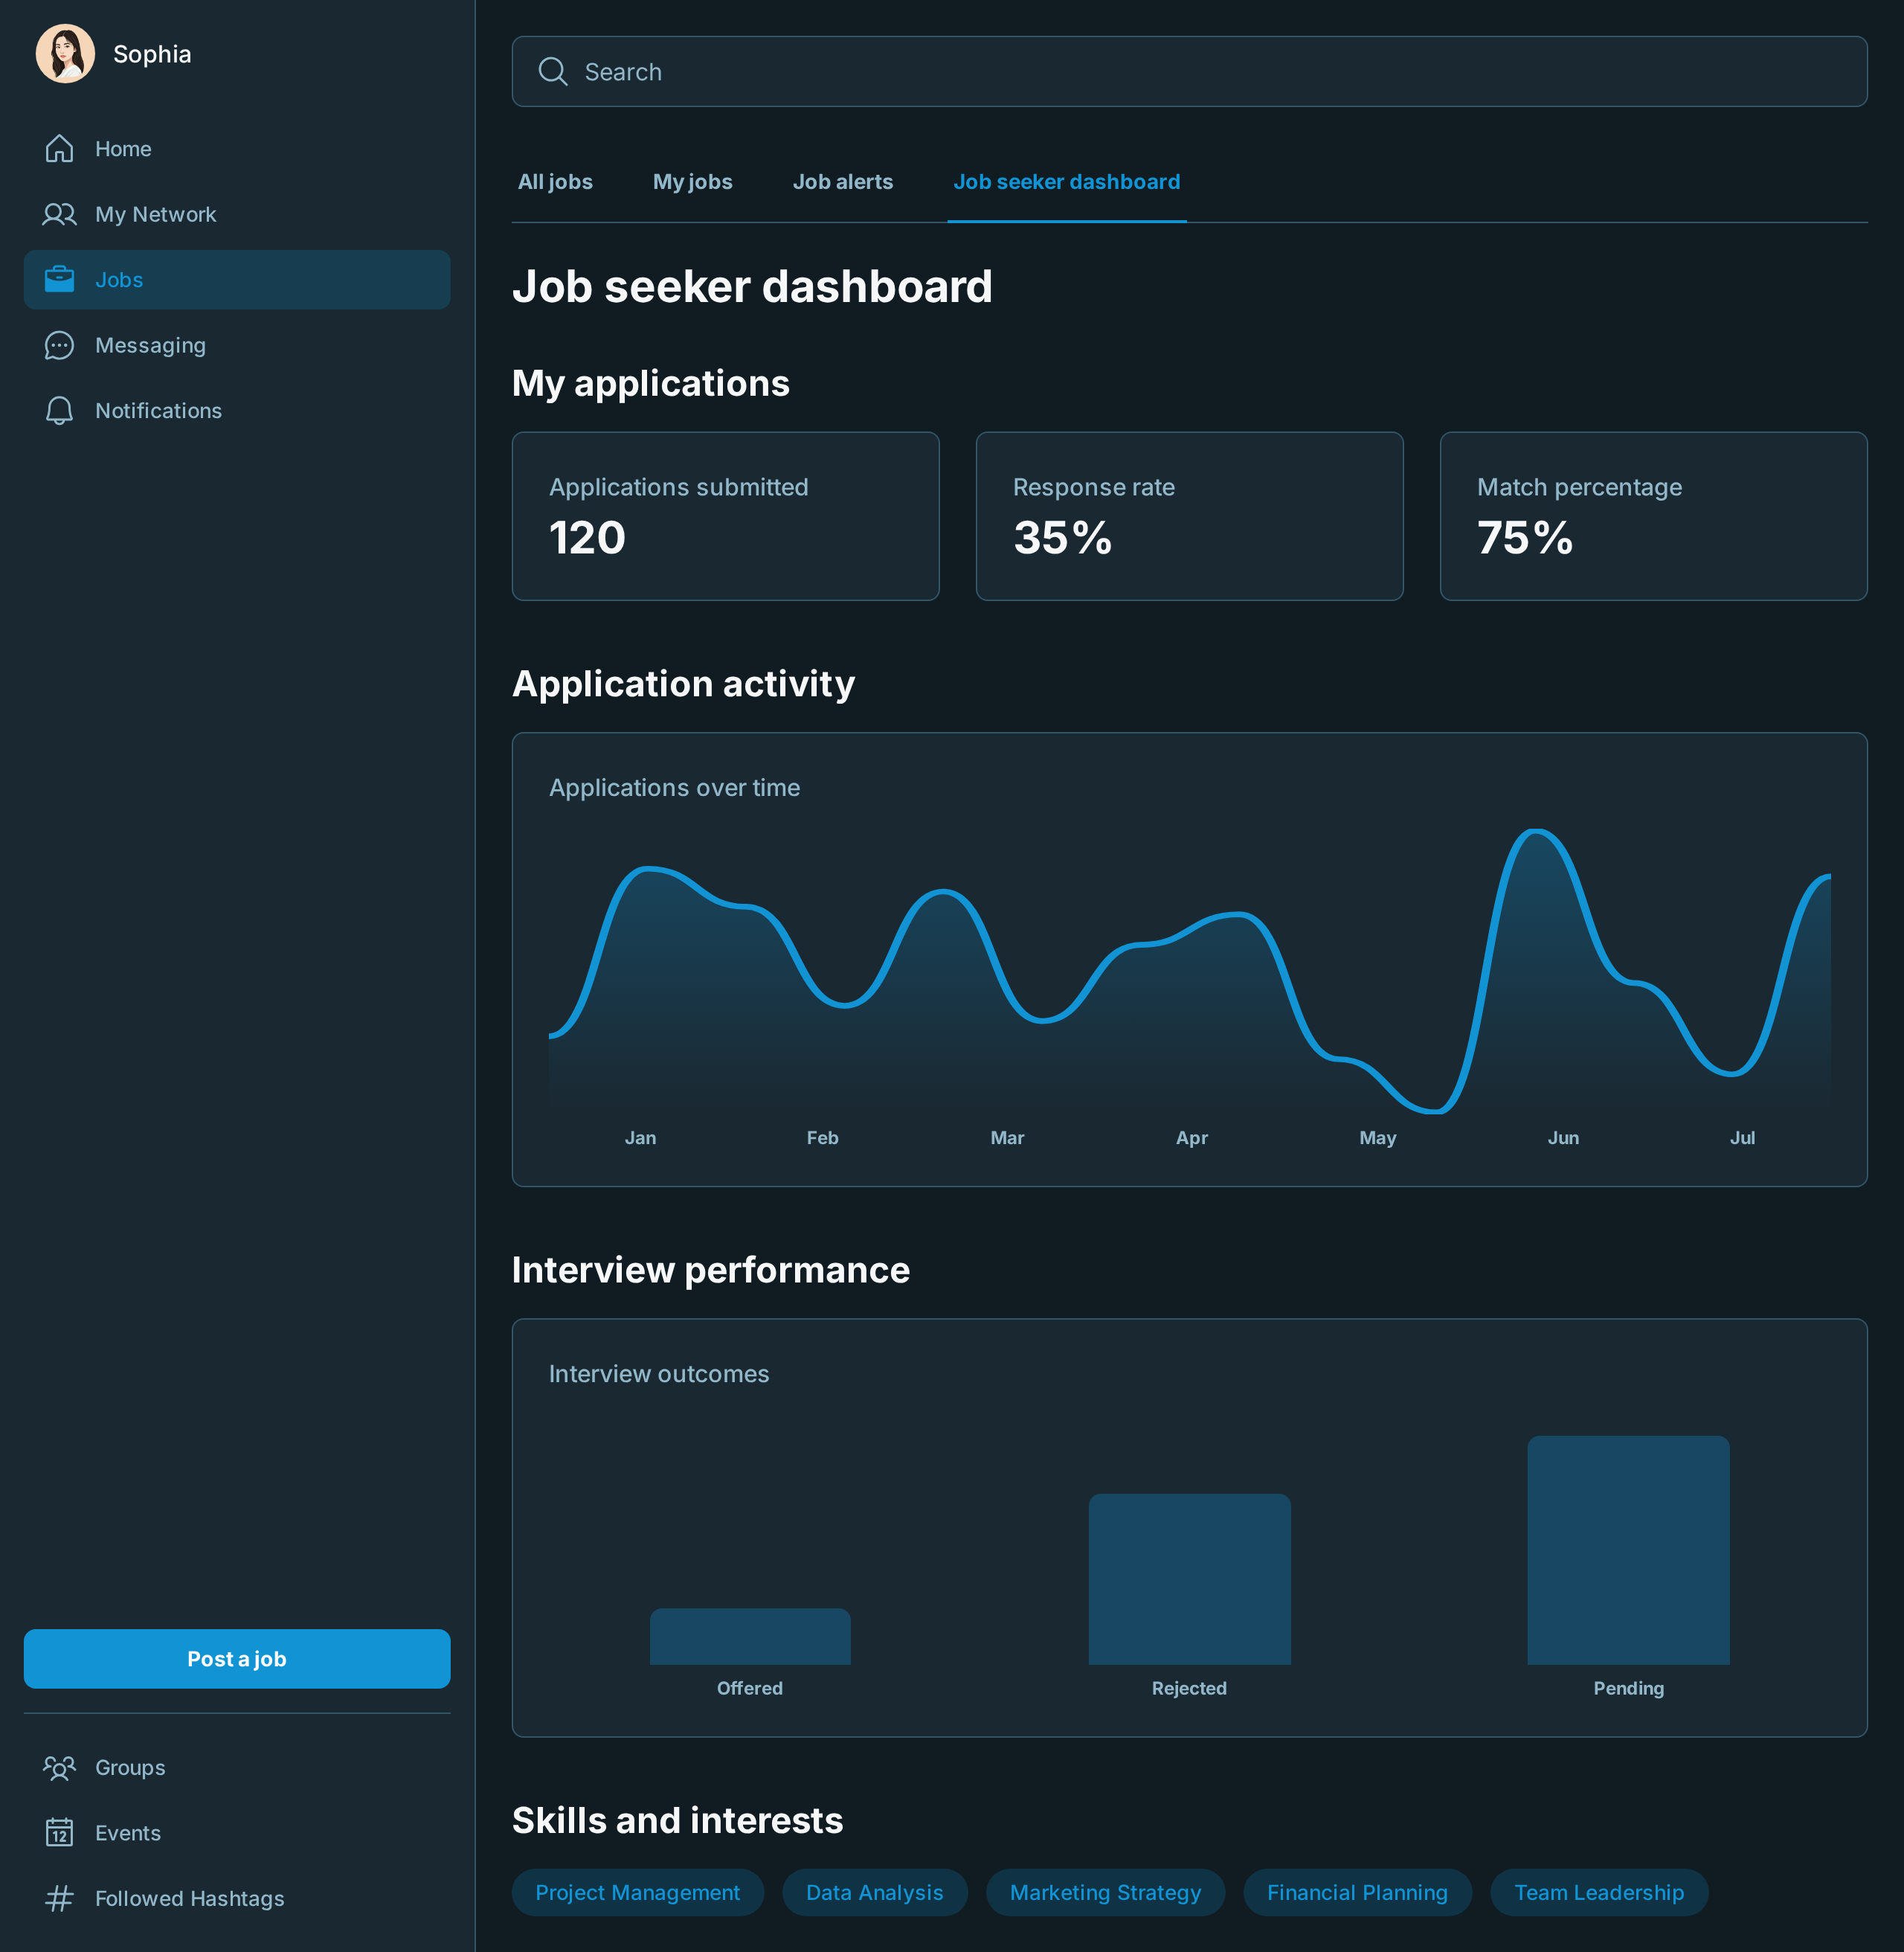 Sophia
Home
My Network
Jobs
Messaging
Notifications
Post a job
Groups
12
Events
Followed Hashtags
Search
All jobs
My jobs
Job alerts
Job seeker dashboard
Job seeker dashboard
My applications
Applications submitted
120
Response rate
35%
Match percentage
75%
Application activity
Applications over time
Jan
Feb
Mar
Apr
May
Jun
Jul
Interview performance
Interview outcomes
Offered
Rejected
Pending
Skills and interests
Project Management
Data Analysis
Marketing Strategy
Financial Planning
Team Leadership